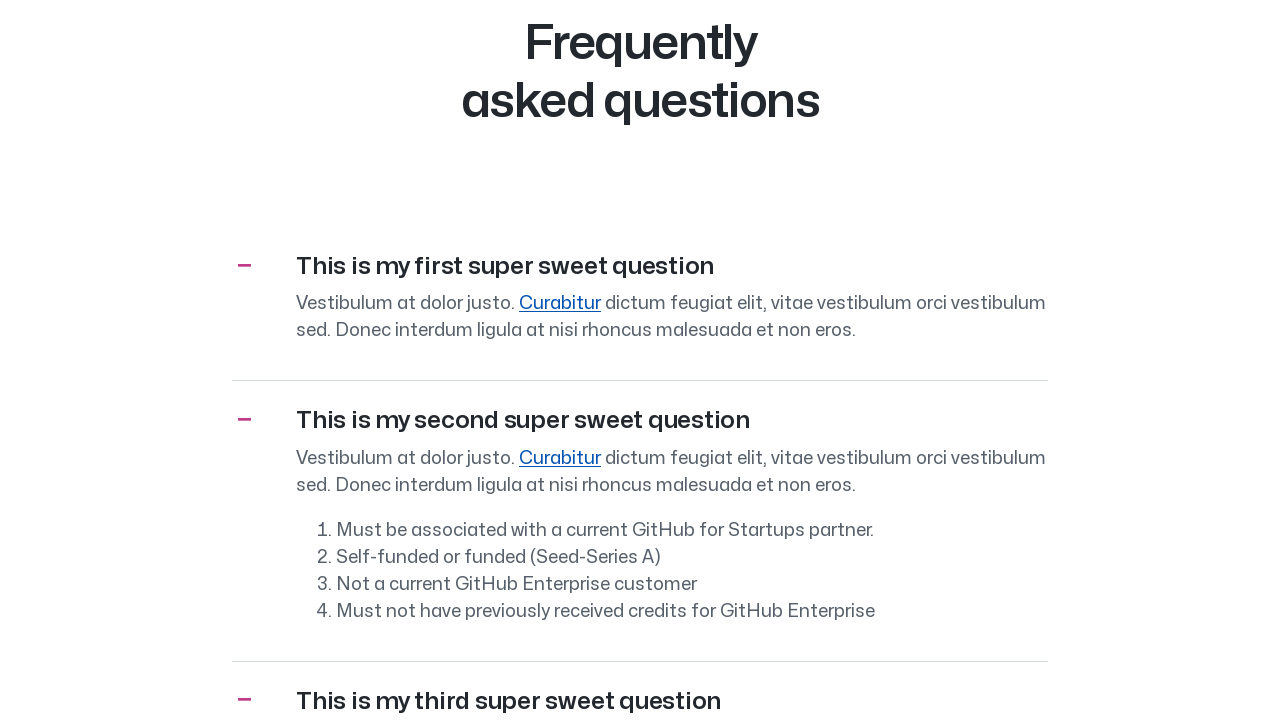 Frequently
asked questions
This is my first super sweet question
Vestibulum at dolor justo. Curabitur dictum feugiat elit, vitae vestibulum orci vestibulum
sed. Donec interdum ligula at nisi rhoncus malesuada et non eros.
This is my second super sweet question
Vestibulum at dolor justo. Curabitur dictum feugiat elit, vitae vestibulum orci vestibulum
sed. Donec interdum ligula at nisi rhoncus malesuada et non eros.
1. Must be associated with a current GitHub for Startups partner.
2. Self-funded or funded (Seed-Series A)
3. Not a current GitHub Enterprise customer
4. Must not have previously received credits for GitHub Enterprise
This is my third super sweet question